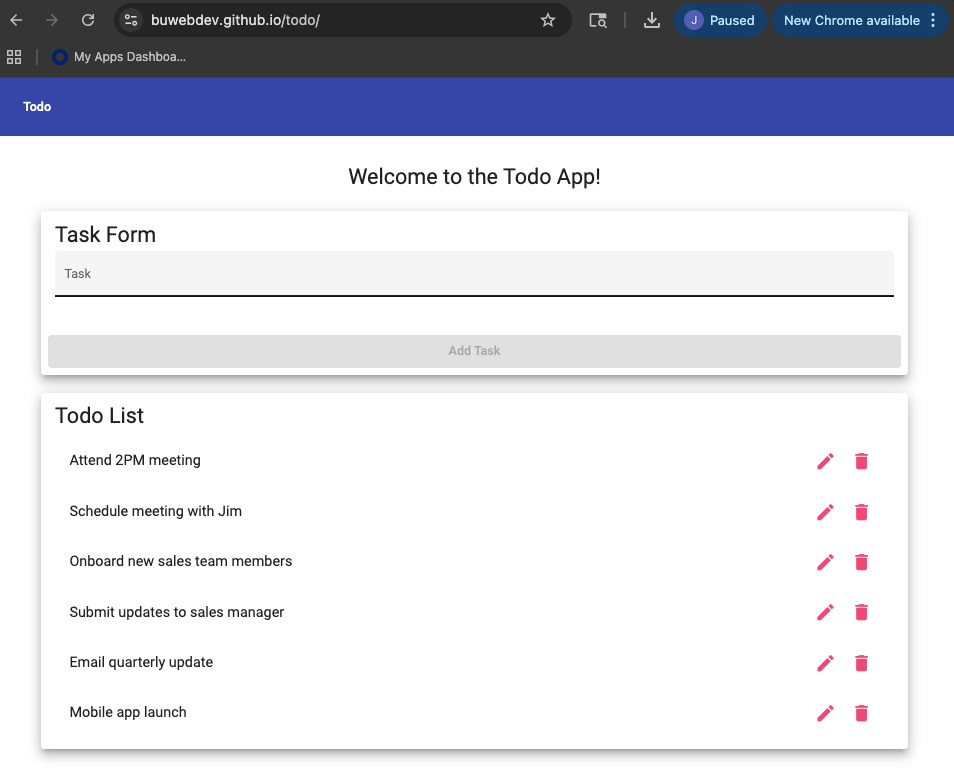 buwebdev.github.io/todo/
J Paused
New Chrome available
My Apps Dashboa...
Todo
Welcome to the Todo App!
Task Form
Task
Add Task
Todo List
Attend 2PM meeting
Schedule meeting with Jim
Onboard new sales team members
Submit updates to sales manager
Email quarterly update
Mobile app launch